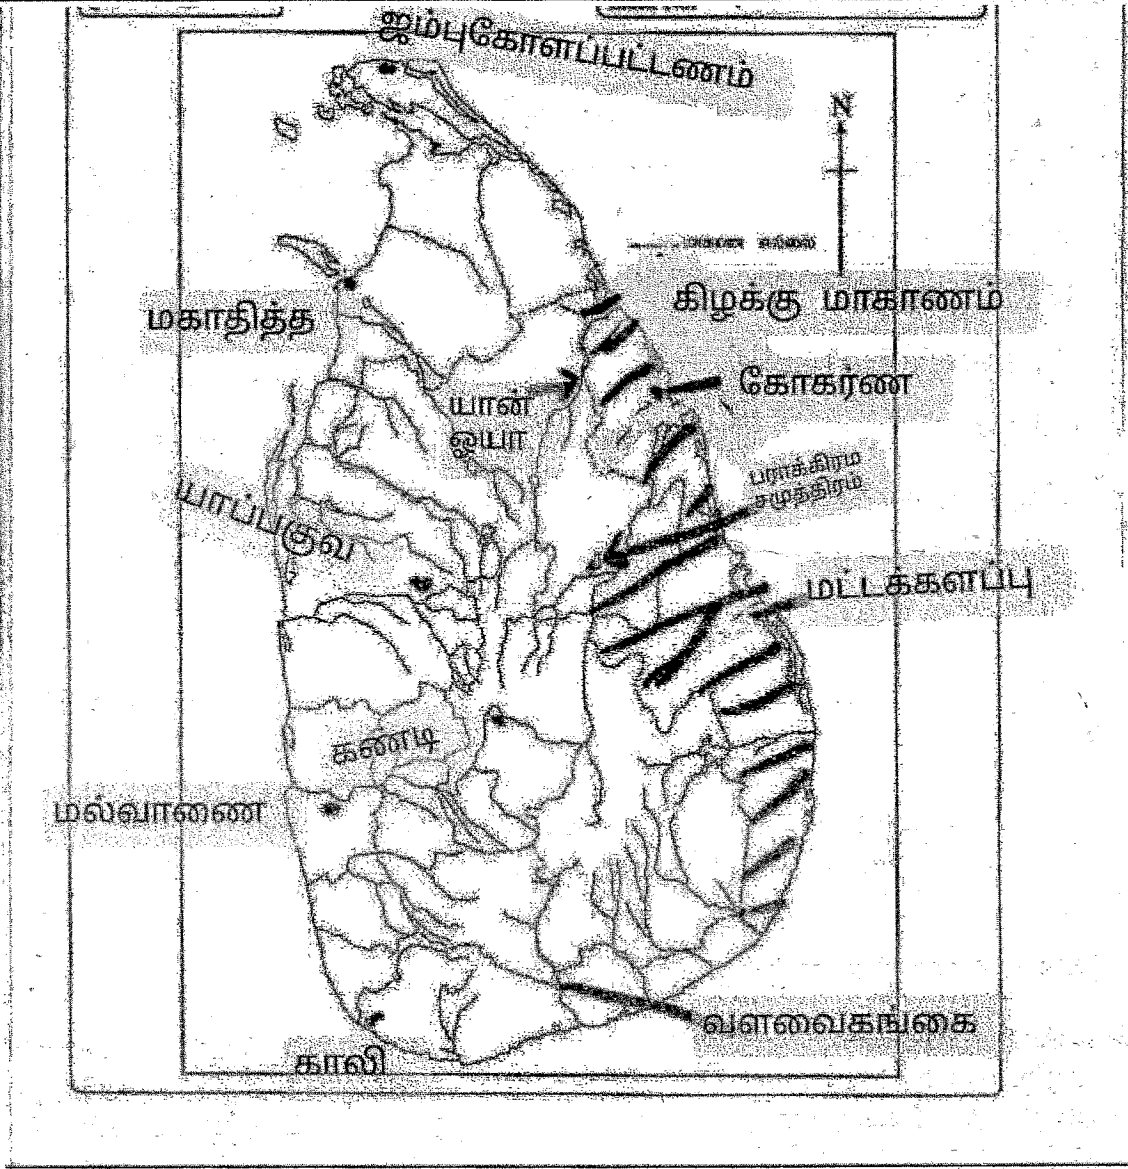 ஜம்புகோளப்பட்டணம்
N
கிழக்கு மாகாணம்
மகாதித்த
கோகர்ண
யான்
ஓயா
பராக்கிரம
சமுத்திரம்
யாப்பகுவ
மட்டக்களப்பு
கண்டி
மல்வாணை
வளவைகங்கை
காலி